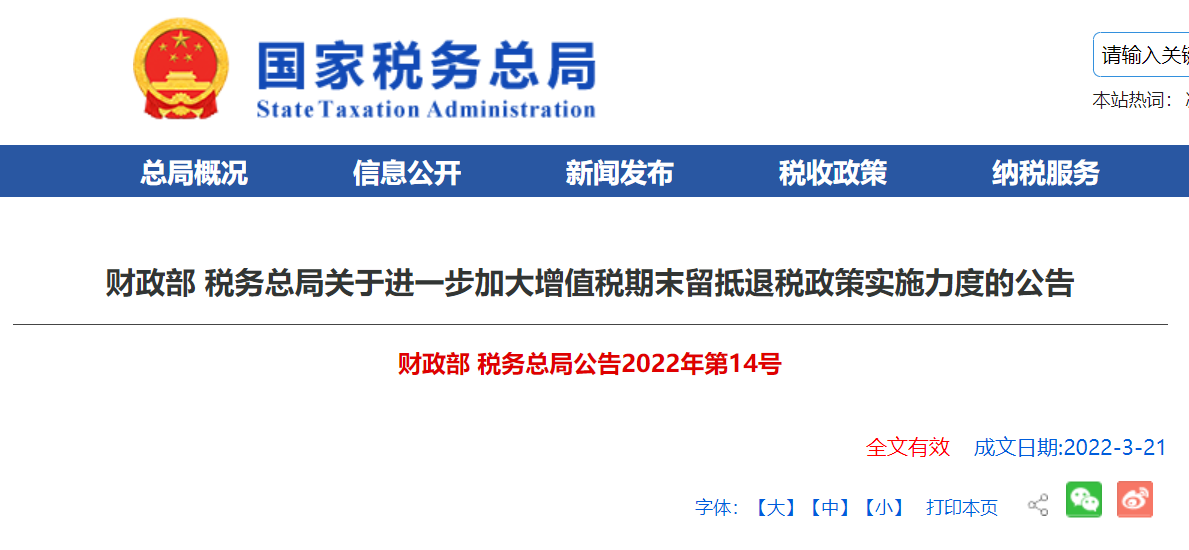 国家税务总局
State Taxation Administration
请输入关
本站热词：
总局概况 信息公开 新闻发布 税收政策 纳税服务
财政部 税务总局关于进一步加大增值税期末留抵退税政策实施力度的公告
财政部 税务总局公告2022年第14号
全文有效 成文日期:2022-3-21
字体：【大】【中】【小】 打印本页